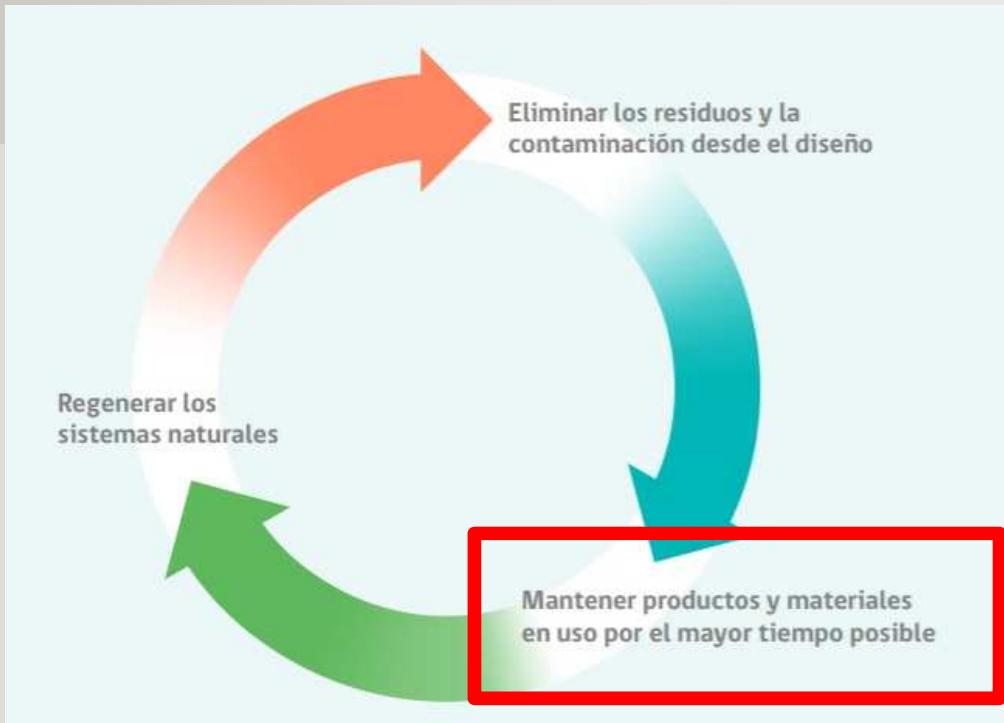 Eliminar los residuos y la
contaminación desde el diseño
Regenerar los
sistemas naturales
Mantener productos y materiales
en uso por el mayor tiempo posible